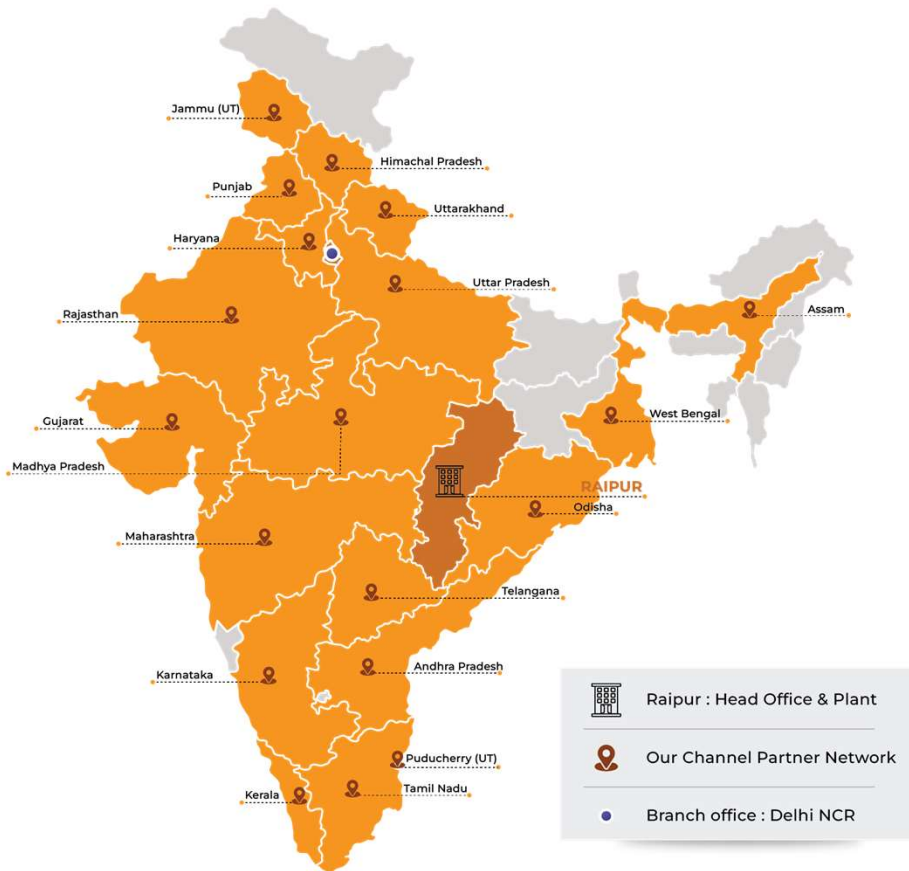 Jammu (UT)
Himachal Pradesh
Punjab
Uttarakhand
Haryana
Uttar Pradesh
Rajasthan
Assam
Gujarat
West Bengal
Madhya Pradesh
RAIPUR
Odisha
Maharashtra
Telangana
Karnataka
Andhra Pradesh
Puducherry (UT)
Kerala
Tamil Nadu
Raipur : Head Office & Plant
Our Channel Partner Network
Branch office : Delhi NCR